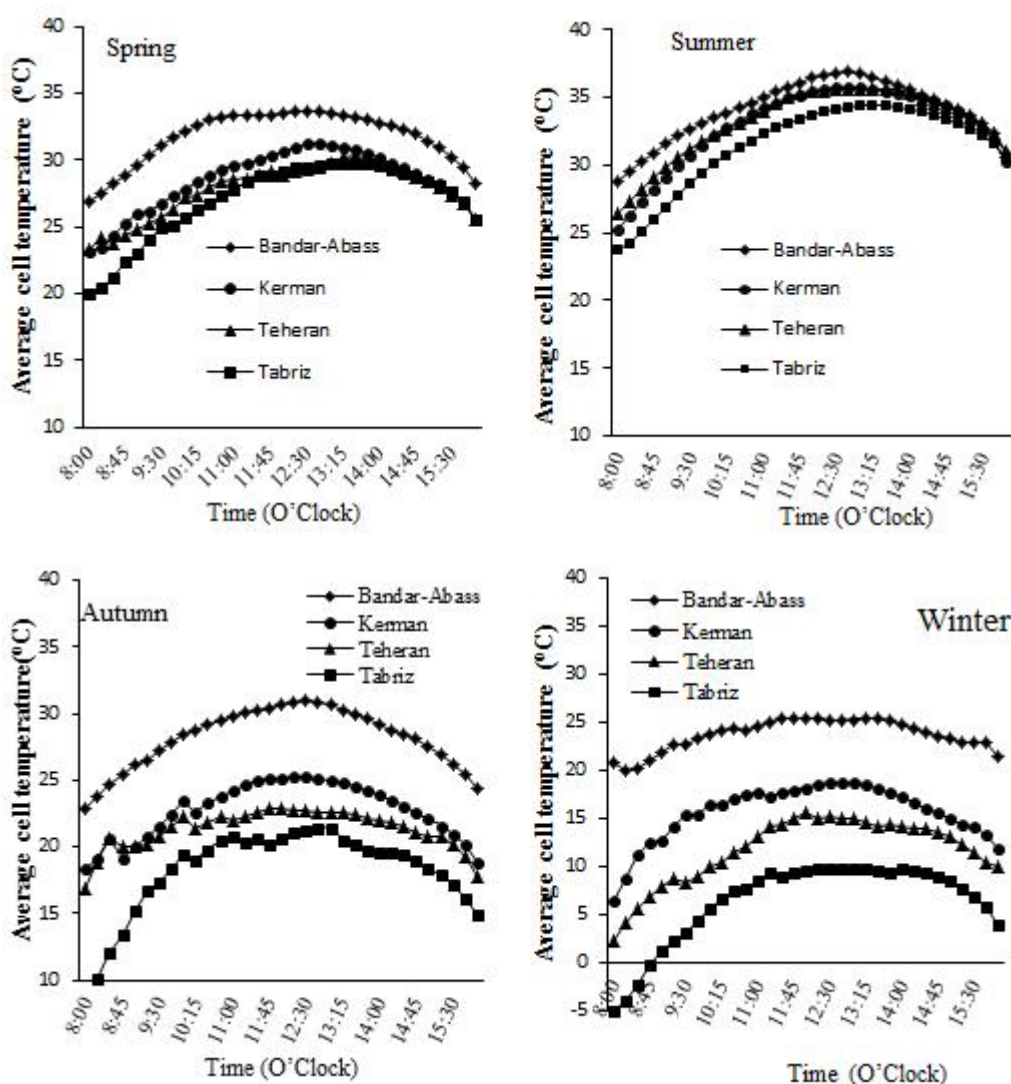 Spring
Average cell temperature (ºC)
40
35
30
25
20
15
10
Bandar-Abass
Kerman
Teheran
Tabriz
8:00
8:45
9:30
10:15
11:00
11:45
12:30
13:15
14:00
14:45
15:30
Time (O’Clock)
Summer
Average cell temperature (ºC)
40
35
30
25
20
15
10
Bandar-Abass
Kerman
Teheran
Tabriz
8:00
8:45
9:30
10:15
11:00
11:45
12:30
13:15
14:00
14:45
15:30
Time (O’Clock)
Autumn
Average cell temperature(ºC)
40
35
30
25
20
15
10
Bandar-Abass
Kerman
Teheran
Tabriz
8:00
8:45
9:30
10:15
11:00
11:45
12:30
13:15
14:00
14:45
15:30
Time (O’Clock)
Winter
Average cell temperature (ºC)
40
35
30
25
20
15
10
5
0
-5
Bandar-Abass
Kerman
Teheran
Tabriz
8:00
8:45
9:30
10:15
11:00
11:45
12:30
13:15
14:00
14:45
15:30
Time (O’Clock)